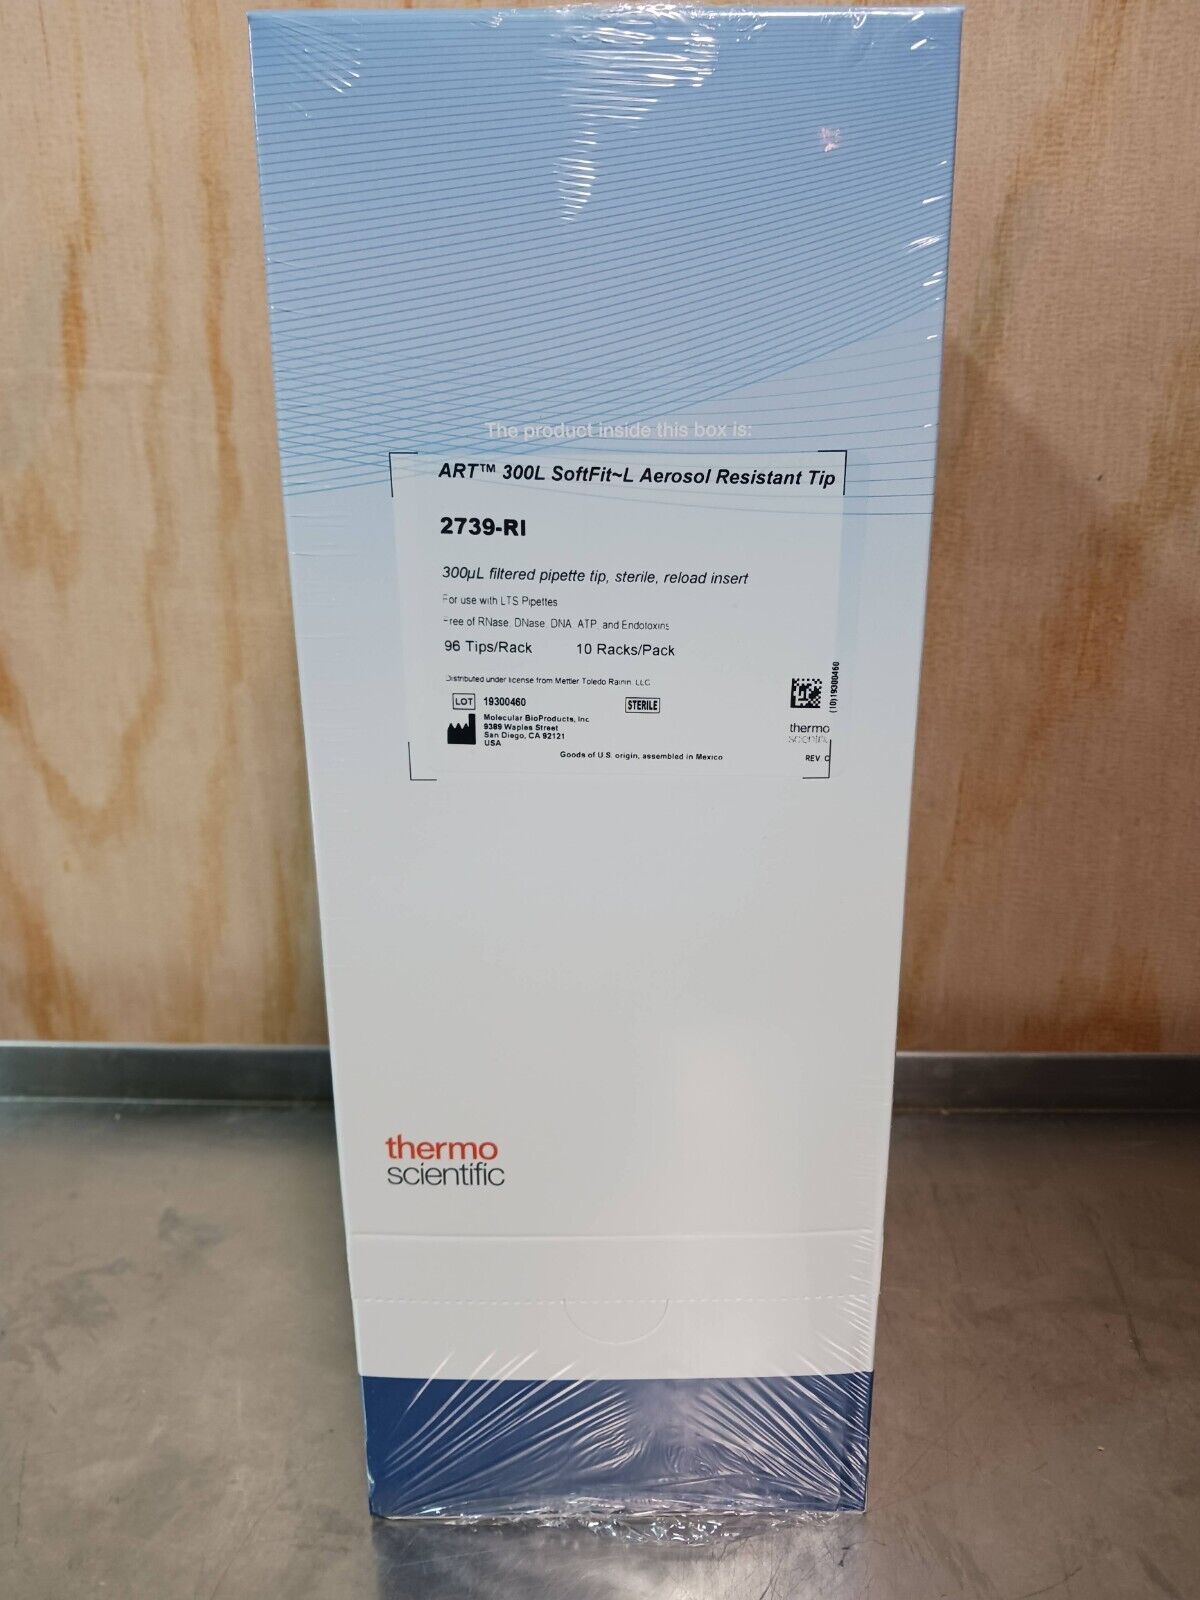 The product inside this box is:
ART™ 300L SoftFit~L Aerosol Resistant Tip
2739-RI
300µL filtered pipette tip, sterile, reload insert
For use with LTS Pipettes
Free of RNase, DNase, DNA, ATP, and Endotoxins
96 Tips/Rack 10 Racks/Pack
Distributed under license from Mettler Toledo Rainin, LLC
LOT 19300460 STERILE
(10)19300460
Molecular BioProducts, Inc
9389 Waples Street
San Diego, CA 92121
USA
thermo
scientific
Goods of U.S. origin, assembled in Mexico
REV C
thermo
scientific